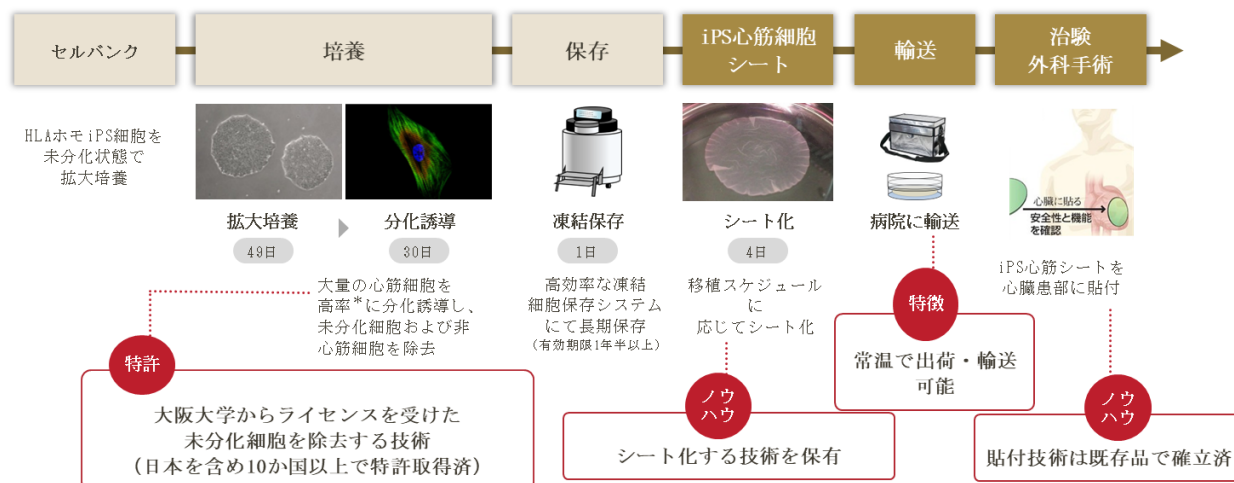 セルバンク
培養
保存
iPS心筋細胞
シート
輸送
治験
外科手術
HLAホモiPS細胞を
未分化状態で
拡大培養
拡大培養
49日
分化誘導
30日
大量の心筋細胞を
高率*に分化誘導し、
未分化細胞および非
心筋細胞を除去
凍結保存
1日
高効率な凍結
細胞保存システム
にて長期保存
(有効期限1年半以上)
シート化
4日
移植スケジュール
に
応じてシート化
病院に輸送
心臓に貼る
安全性と機能
を確認
iPS心筋シートを
心臓患部に貼付
特許
大阪大学からライセンスを受けた
未分化細胞を除去する技術
(日本を含め10か国以上で特許取得済)
ノウ
ハウ
シート化する技術を保有
特徴
常温で出荷・輸送
可能
ノウ
ハウ
貼付技術は既存品で確立済